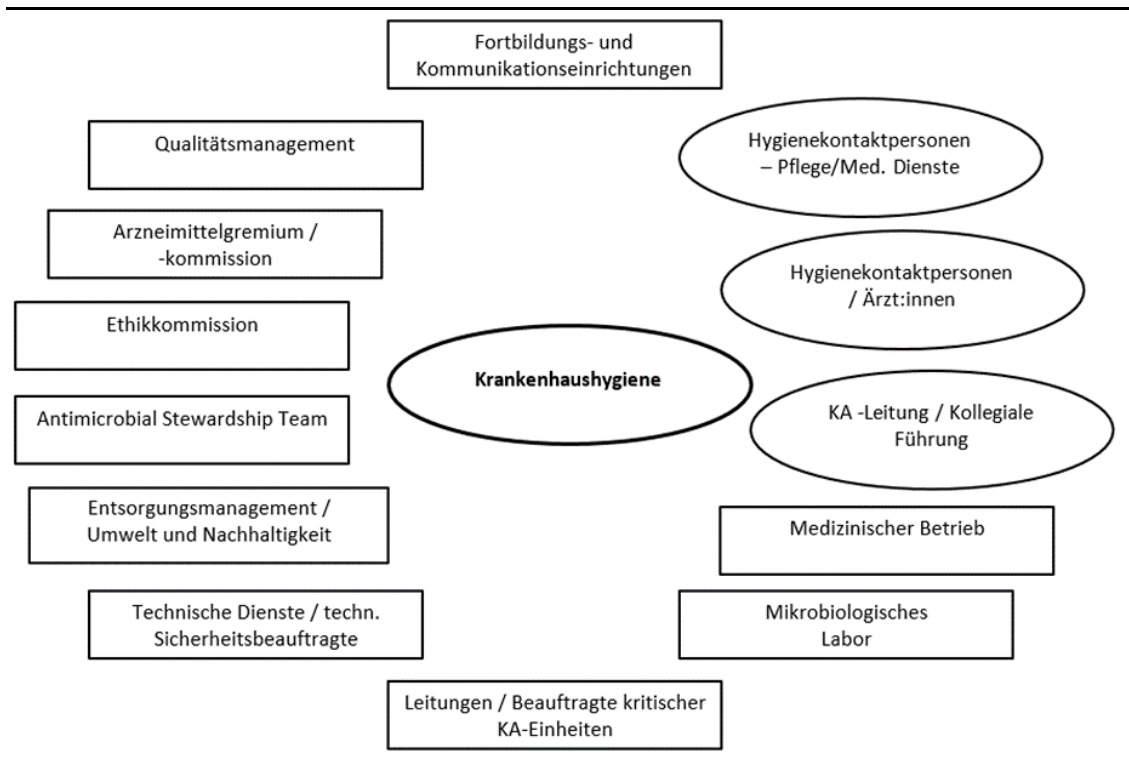 Fortbildungs- und
Kommunikationseinrichtungen
Qualitätsmanagement
Hygienekontaktpersonen
– Pflege/Med. Dienste
Arzneimittelgremium /
-kommission
Hygienekontaktpersonen
/ Ärzt:innen
Ethikkommission
Krankenhaushygiene
Antimicrobial Stewardship Team
KA -Leitung / Kollegiale
Führung
Entsorgungsmanagement /
Umwelt und Nachhaltigkeit
Medizinischer Betrieb
Technische Dienste / techn.
Sicherheitsbeauftragte
Mikrobiologisches
Labor
Leitungen / Beauftragte kritischer
KA-Einheiten